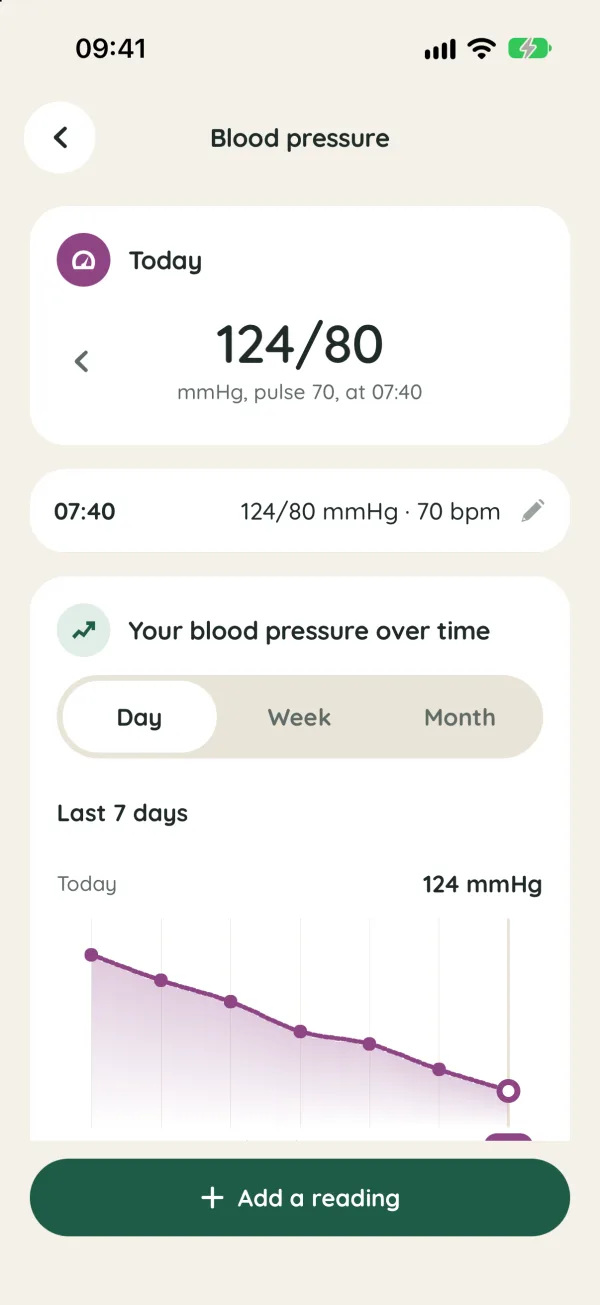 09:41
Blood pressure
Today
124/80
mmHg, pulse 70, at 07:40
07:40 124/80 mmHg · 70 bpm
Your blood pressure over time
Day Week Month
Last 7 days
Today 124 mmHg
+ Add a reading